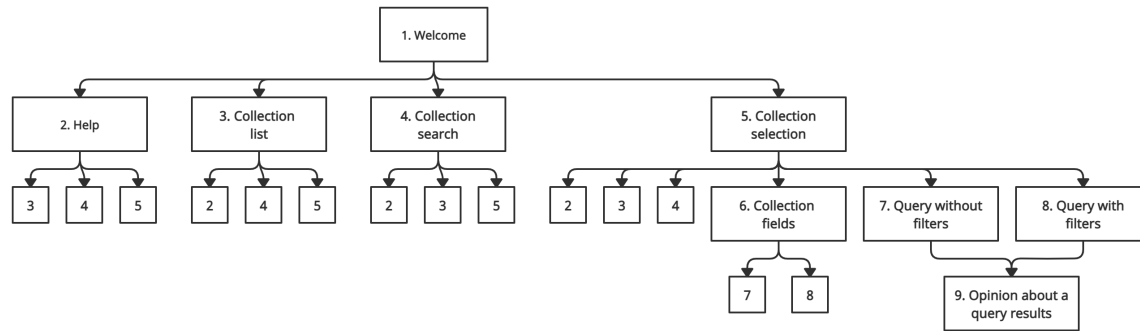 1. Welcome
2. Help
3. Collection
list
4. Collection
search
5. Collection
selection
3
4
5
2
4
5
2
3
5
2
3
4
6. Collection
fields
7. Query without
filters
8. Query with
filters
7
8
9. Opinion about a
query results